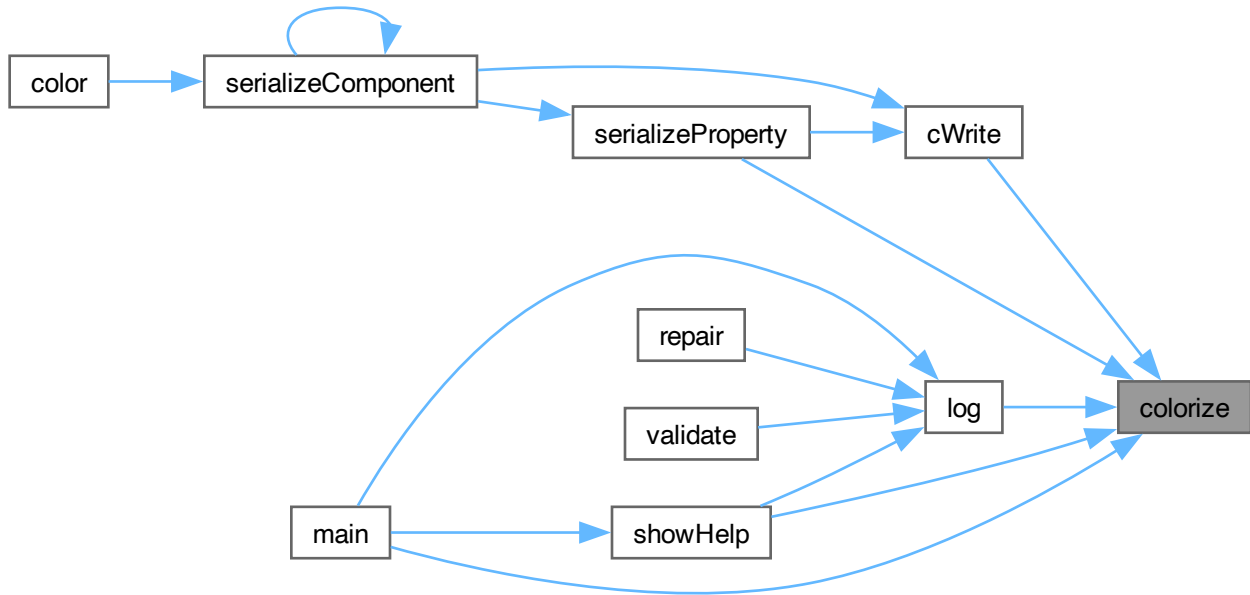 color
serializeComponent
serializeProperty
cWrite
repair
log
colorize
validate
main
showHelp